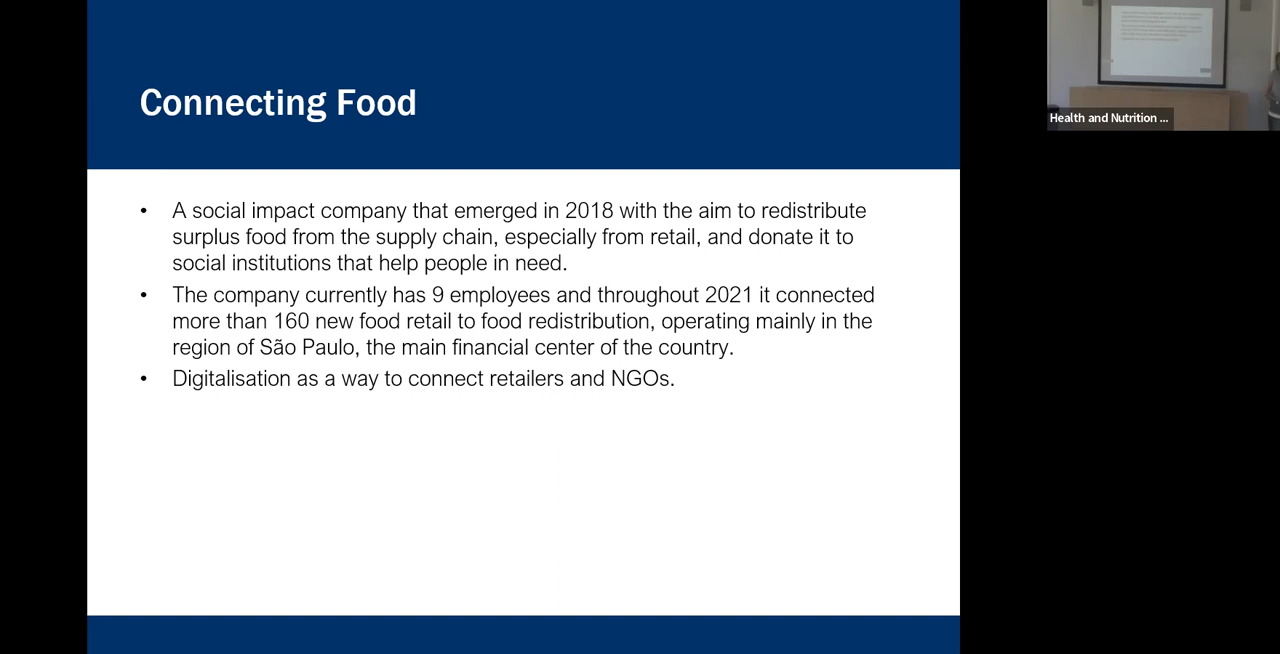 Connecting Food
• A social impact company that emerged in 2018 with the aim to redistribute
surplus food from the supply chain, especially from retail, and donate it to
social institutions that help people in need.
• The company currently has 9 employees and throughout 2021 it connected
more than 160 new food retail to food redistribution, operating mainly in the
region of São Paulo, the main financial center of the country.
• Digitalisation as a way to connect retailers and NGOs.
Health and Nutrition ...